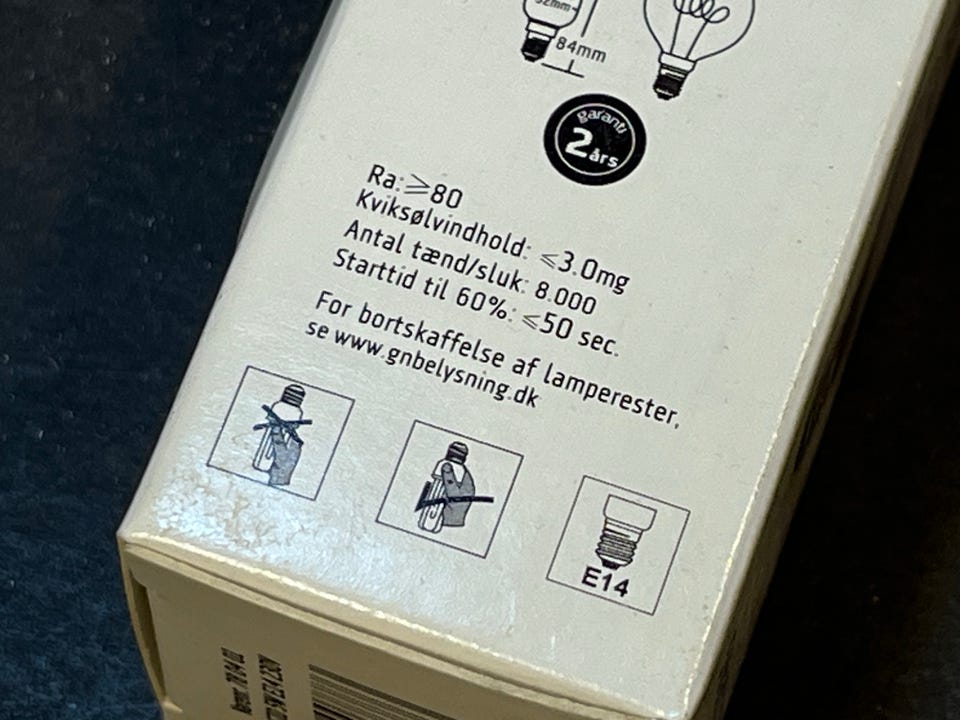 52mm
84mm
garanti
2 års
Ra: ≥80
Kviksølvindhold: ≤3.0mg
Antal tænd/sluk: 8.000
Starttid til 60%: ≤50 sec.
For bortskaffelse af lamperester,
se www.gnbelysning.dk
E14